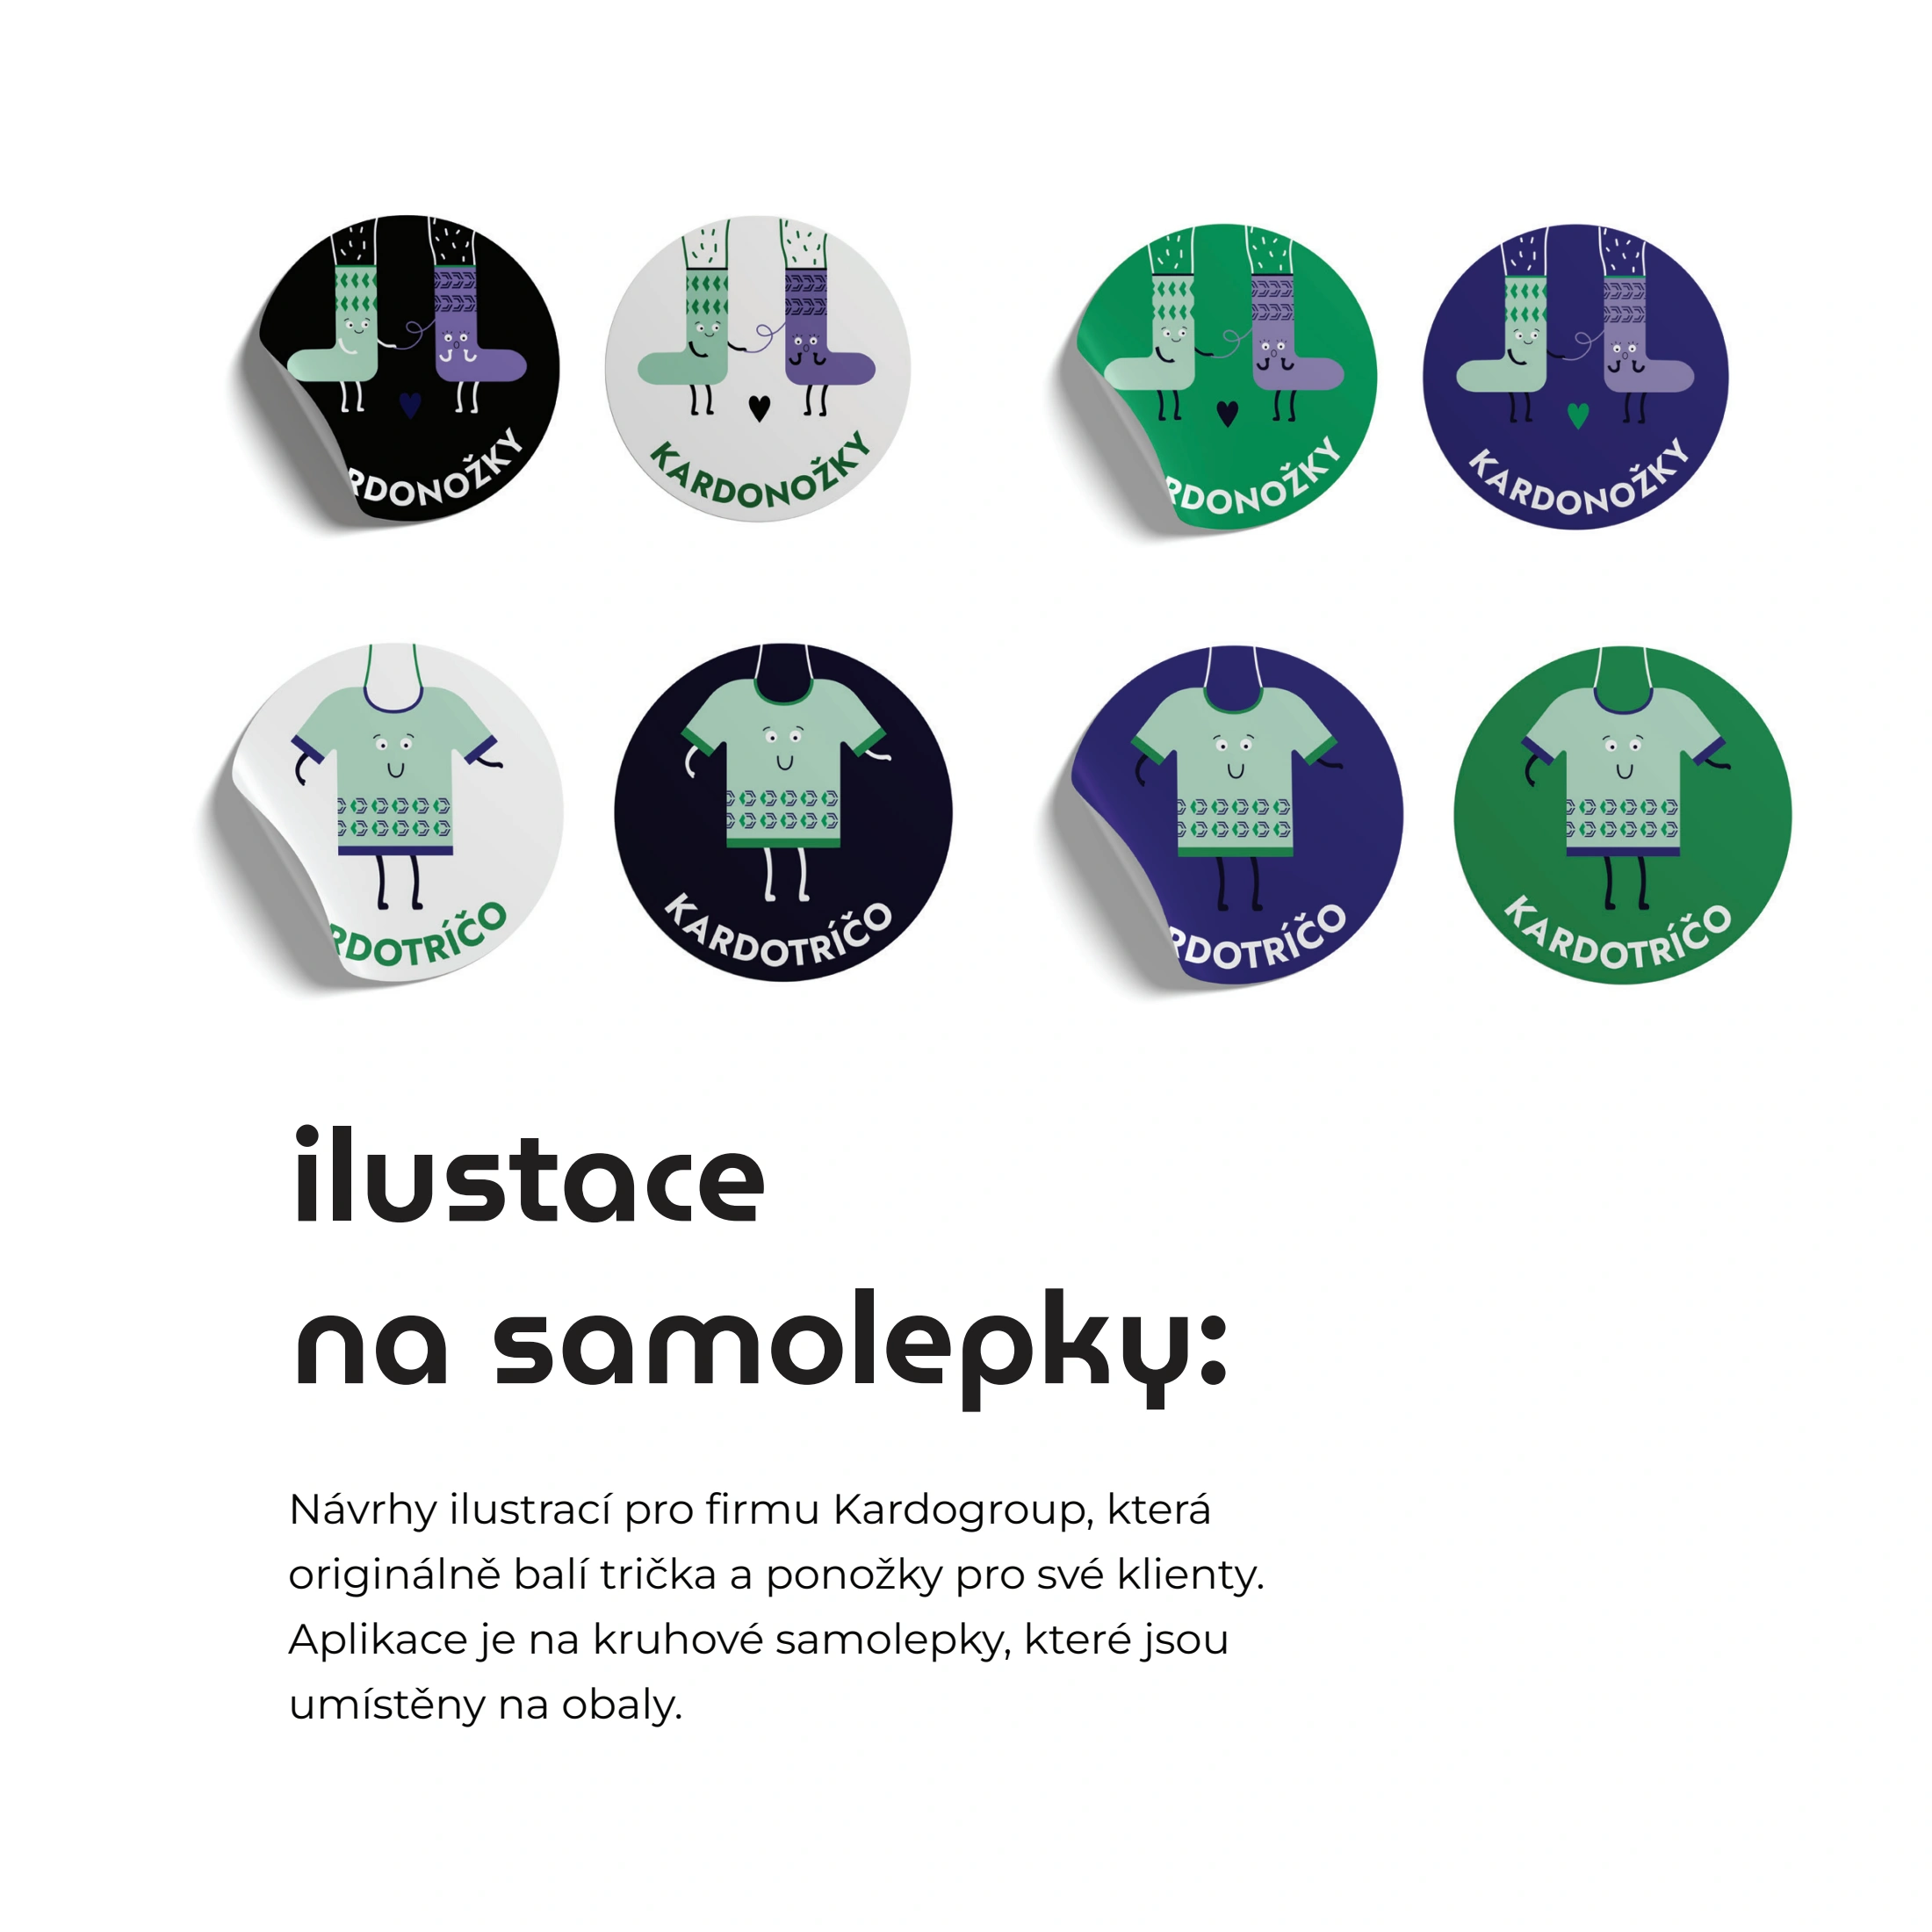 RDONOŽKY
KARDONOŽKY
RDONOŽKY
KARDONOŽKY
RDOTRÍČO
KARDOTRÍČO
RDOTRÍČO
KARDOTRÍČO
ilustace
na samolepky:
Návrhy ilustrací pro firmu Kardogroup, která
originálně balí trička a ponožky pro své klienty.
Aplikace je na kruhové samolepky, které jsou
umístěny na obaly.